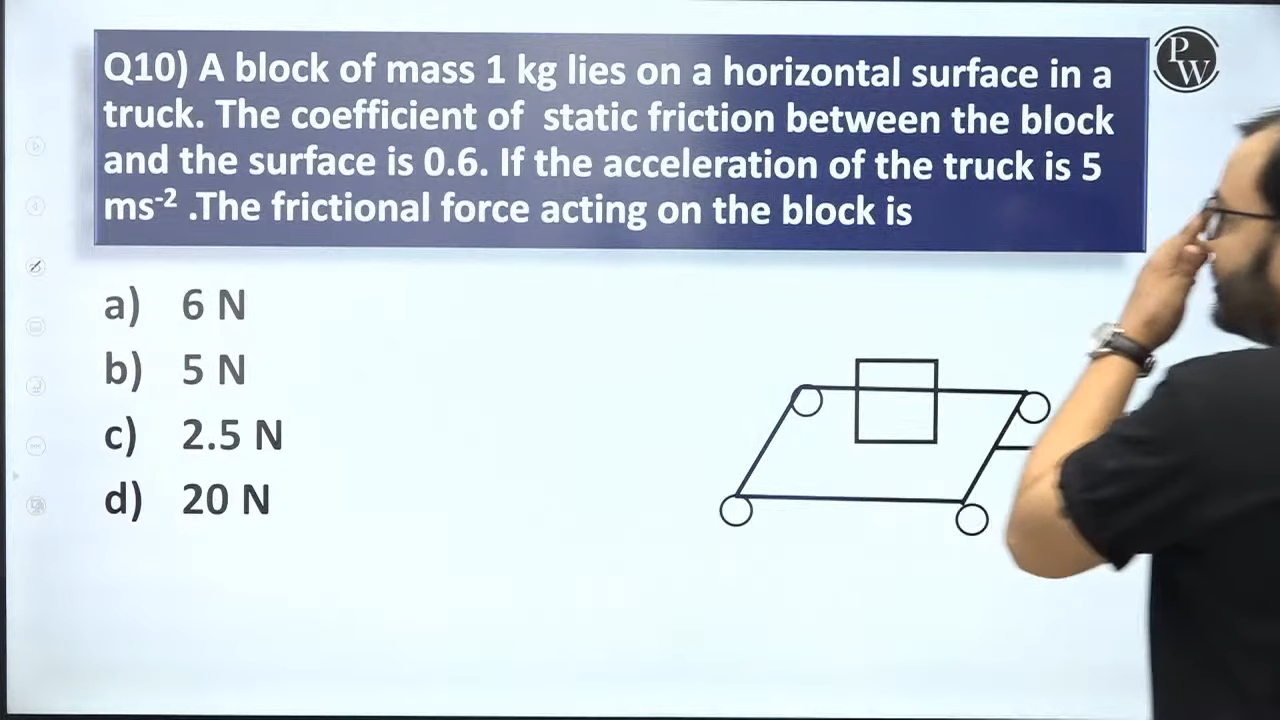 Q10) A block of mass 1 kg lies on a horizontal surface in a
truck. The coefficient of  static friction between the block
and the surface is 0.6. If the acceleration of the truck is 5
ms⁻² .The frictional force acting on the block is
PW
a) 6 N
b) 5 N
c) 2.5 N
d) 20 N